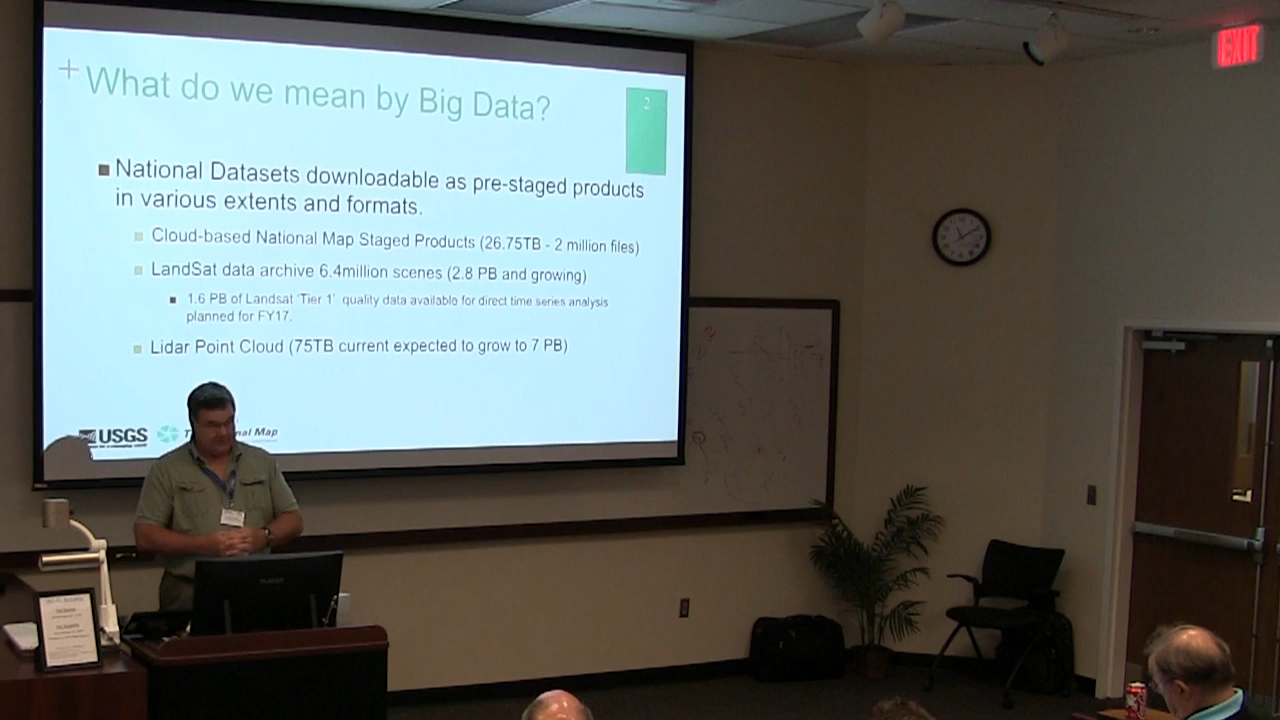 + What do we mean by Big Data?
2
National Datasets downloadable as pre-staged products
in various extents and formats.
Cloud-based National Map Staged Products (26.75TB - 2 million files)
LandSat data archive 6.4million scenes (2.8 PB and growing)
1.6 PB of Landsat 'Tier 1' quality data available for direct time series analysis
planned for FY17.
Lidar Point Cloud (75TB current expected to grow to 7 PB)
USGS
Map
EXIT